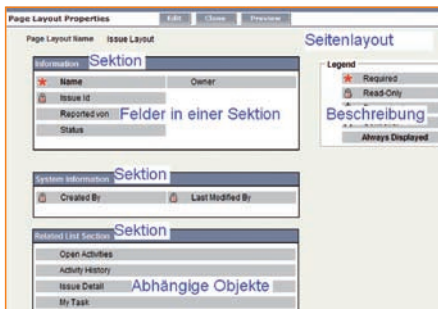 Page Layout Properties
Edit Clone Preview
Page Layout Name Issue Layout
Seitenlayout
Information Sektion
Name Owner
Issue Id
Reported von
Status
Felder in einer Sektion
Legend
Required
Read-Only
Beschreibung
Always Displayed
System Information Sektion
Created By Last Modified By
Related List Section Sektion
Open Activities
Activity History
Issue Detail
Abhängige Objekte
My Task